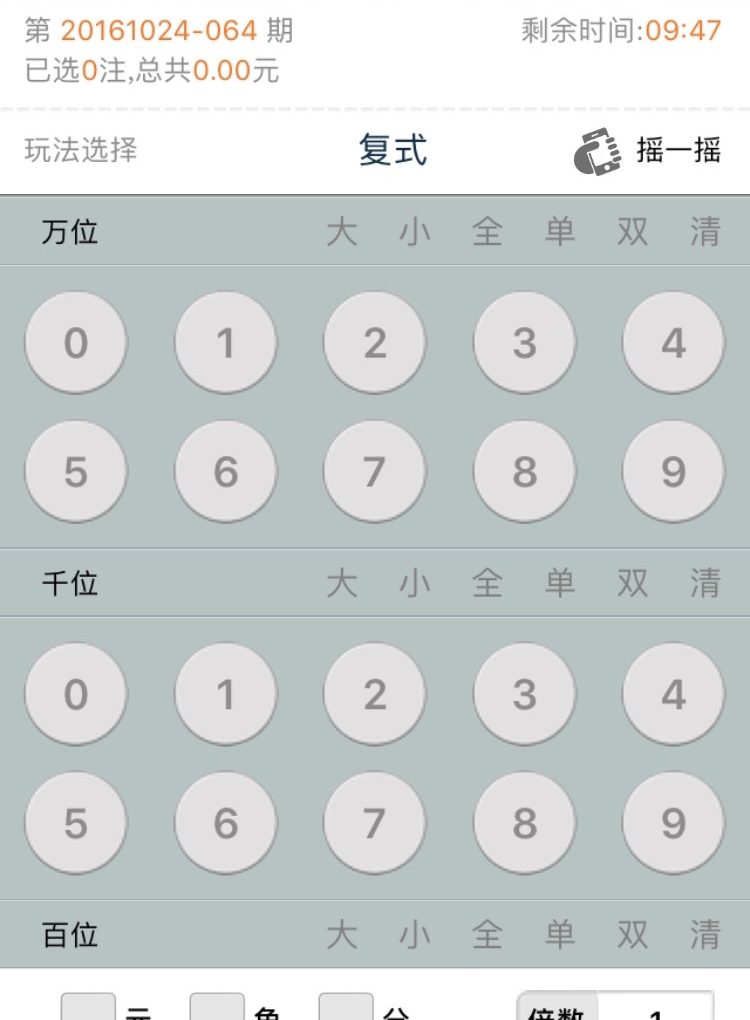 第 20161024-064 期 剩余时间:09:47
已选0注,总共0.00元
玩法选择 复式 摇一摇
万位 大 小 全 单 双 清
0 1 2 3 4
5 6 7 8 9
千位 大 小 全 单 双 清
0 1 2 3 4
5 6 7 8 9
百位 大 小 全 单 双 清
元 角 分 倍数 1